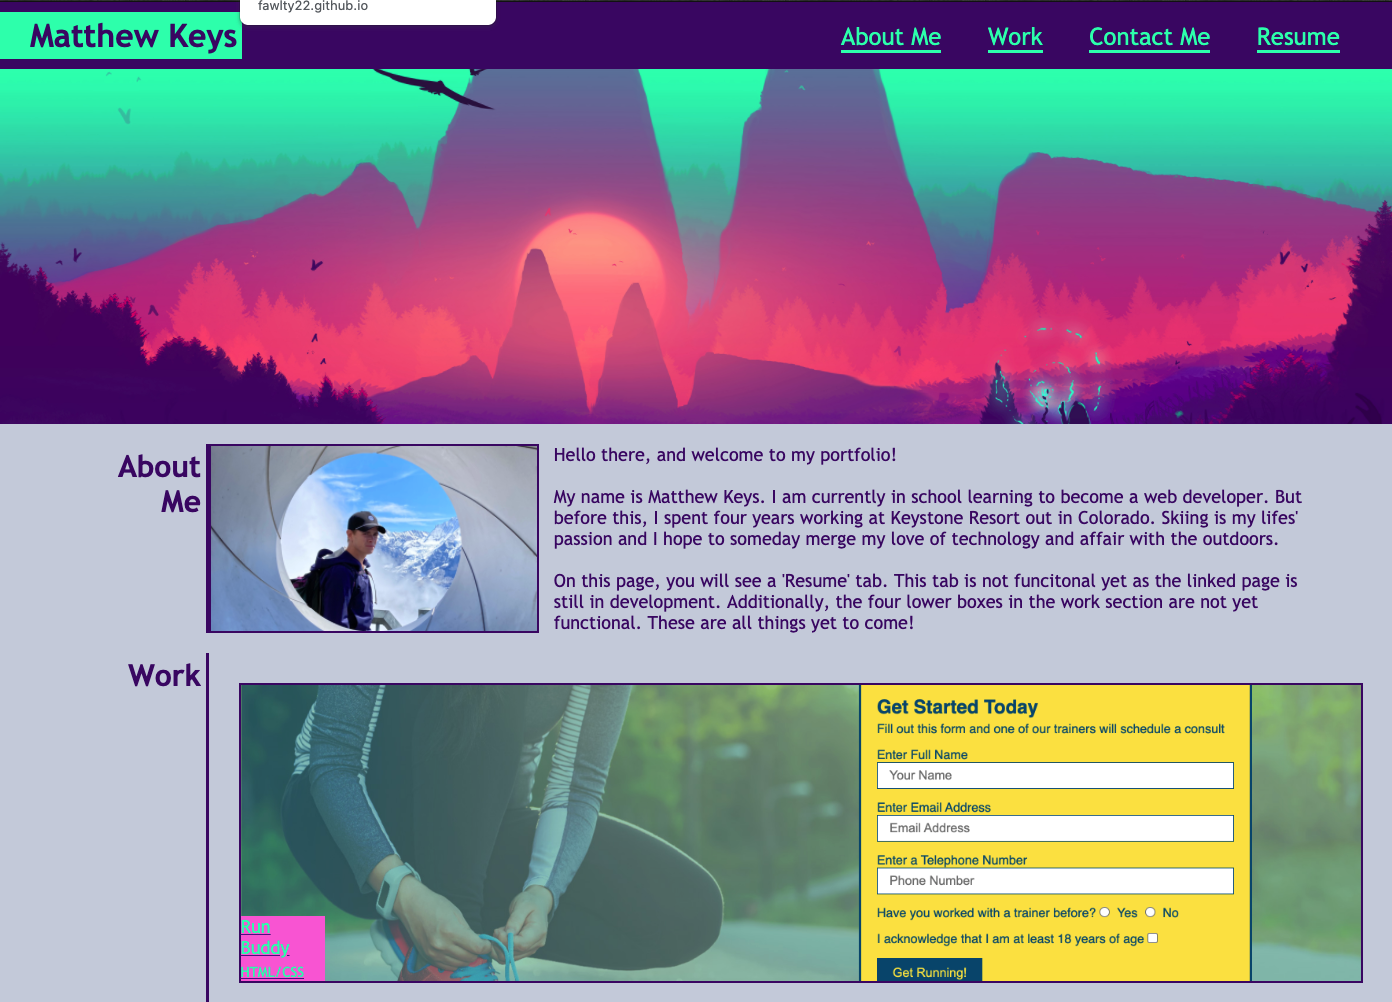 fawlty22.github.io
Matthew Keys
About Me Work Contact Me Resume
About
Me
Hello there, and welcome to my portfolio!
My name is Matthew Keys. I am currently in school learning to become a web developer. But
before this, I spent four years working at Keystone Resort out in Colorado. Skiing is my lifes'
passion and I hope to someday merge my love of technology and affair with the outdoors.
On this page, you will see a 'Resume' tab. This tab is not funcitonal yet as the linked page is
still in development. Additionally, the four lower boxes in the work section are not yet
functional. These are all things yet to come!
Work
Get Started Today
Fill out this form and one of our trainers will schedule a consult
Enter Full Name
Your Name
Enter Email Address
Email Address
Enter a Telephone Number
Phone Number
Have you worked with a trainer before? Yes No
I acknowledge that I am at least 18 years of age
Get Running!
Run
Buddy
HTML/CSS